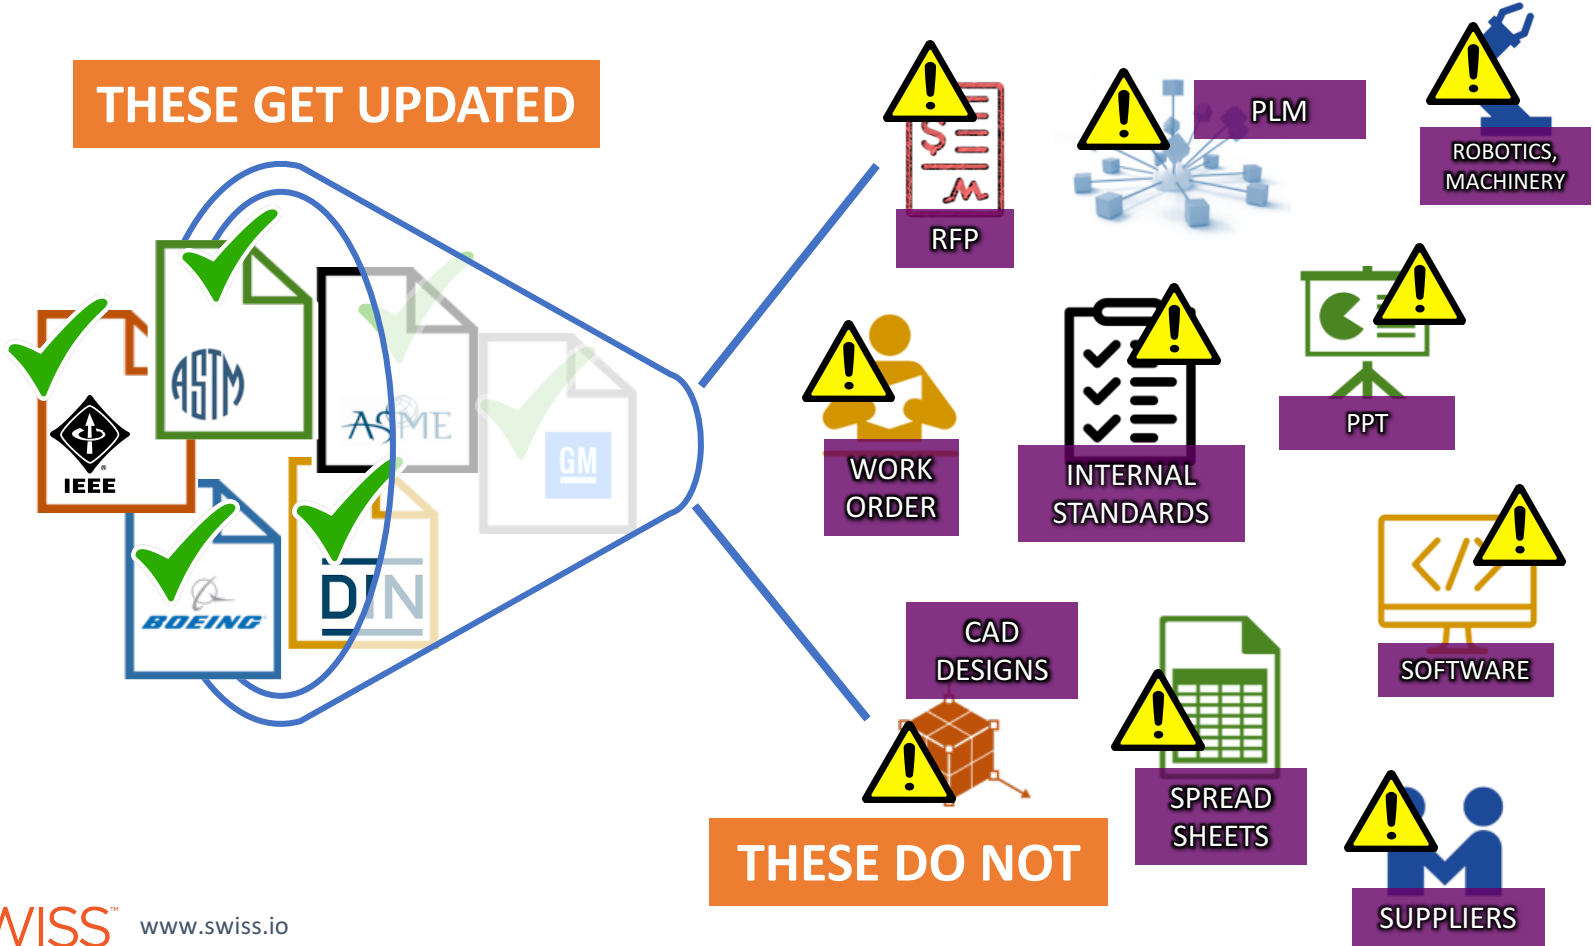 THESE GET UPDATED
PLM
ROBOTICS,
MACHINERY
$
RFP
ASTM
IEEE
ASME
GM
BOEING
DIN
WORK
ORDER
INTERNAL
STANDARDS
PPT
</>
SOFTWARE
CAD
DESIGNS
SPREAD
SHEETS
THESE DO NOT
SUPPLIERS
WISS™
www.swiss.io